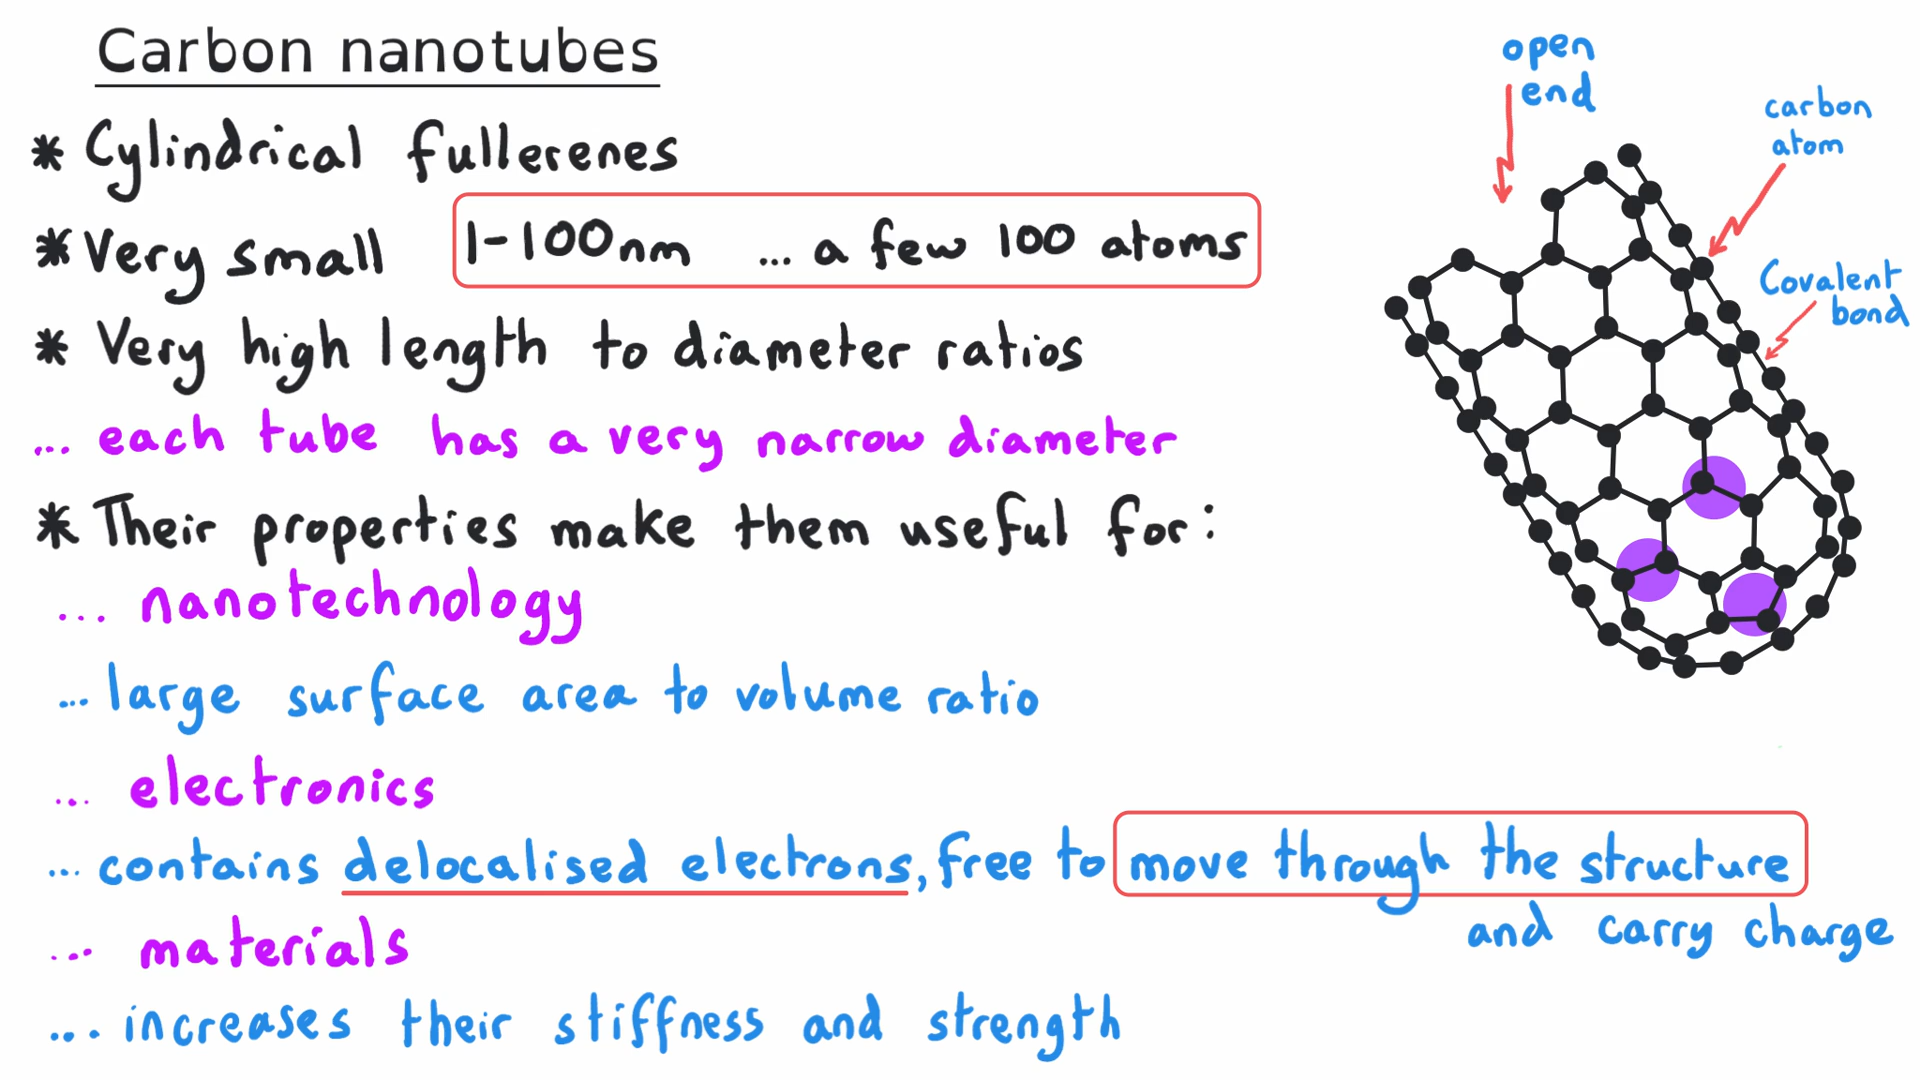 Carbon nanotubes
* Cylindrical fullerenes
* Very small 1-100nm ... a few 100 atoms
* Very high length to diameter ratios
... each tube has a very narrow diameter
* Their properties make them useful for:
... nanotechnology
... large surface area to volume ratio
... electronics
... contains delocalised electrons, free to move through the structure
and carry charge
... materials
... increases their stiffness and strength
open
end
carbon
atom
Covalent
bond